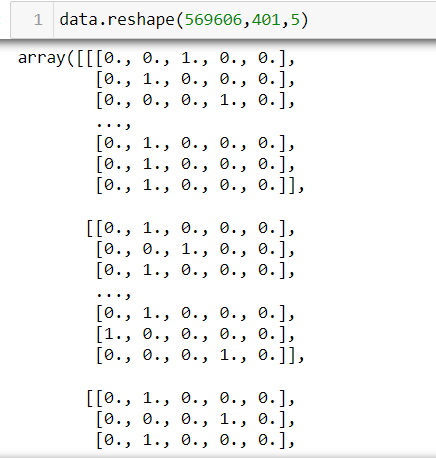 1 data.reshape(569606,401,5)
array([[[0., 0., 1., 0., 0.],
[0., 1., 0., 0., 0.],
[0., 0., 0., 1., 0.],
...,
[0., 1., 0., 0., 0.],
[0., 1., 0., 0., 0.],
[0., 1., 0., 0., 0.]],
[[0., 1., 0., 0., 0.],
[0., 0., 1., 0., 0.],
[0., 1., 0., 0., 0.],
...,
[0., 1., 0., 0., 0.],
[1., 0., 0., 0., 0.],
[0., 0., 0., 1., 0.]],
[[0., 1., 0., 0., 0.],
[0., 0., 0., 1., 0.],
[0., 1., 0., 0., 0.],